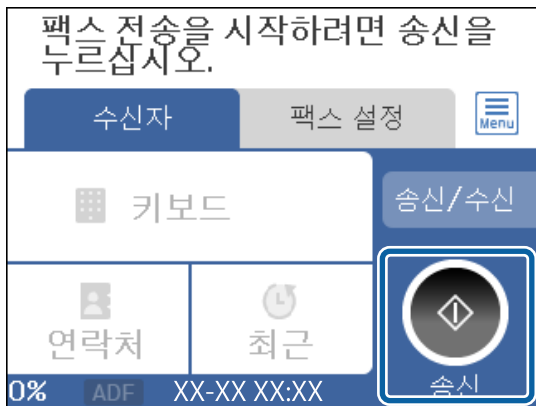 팩스 전송을 시작하려면 송신을
누르십시오.
수신자 팩스 설정 Menu
키보드 송신/수신
연락처 최근 송신
0% ADF XX-XX XX:XX